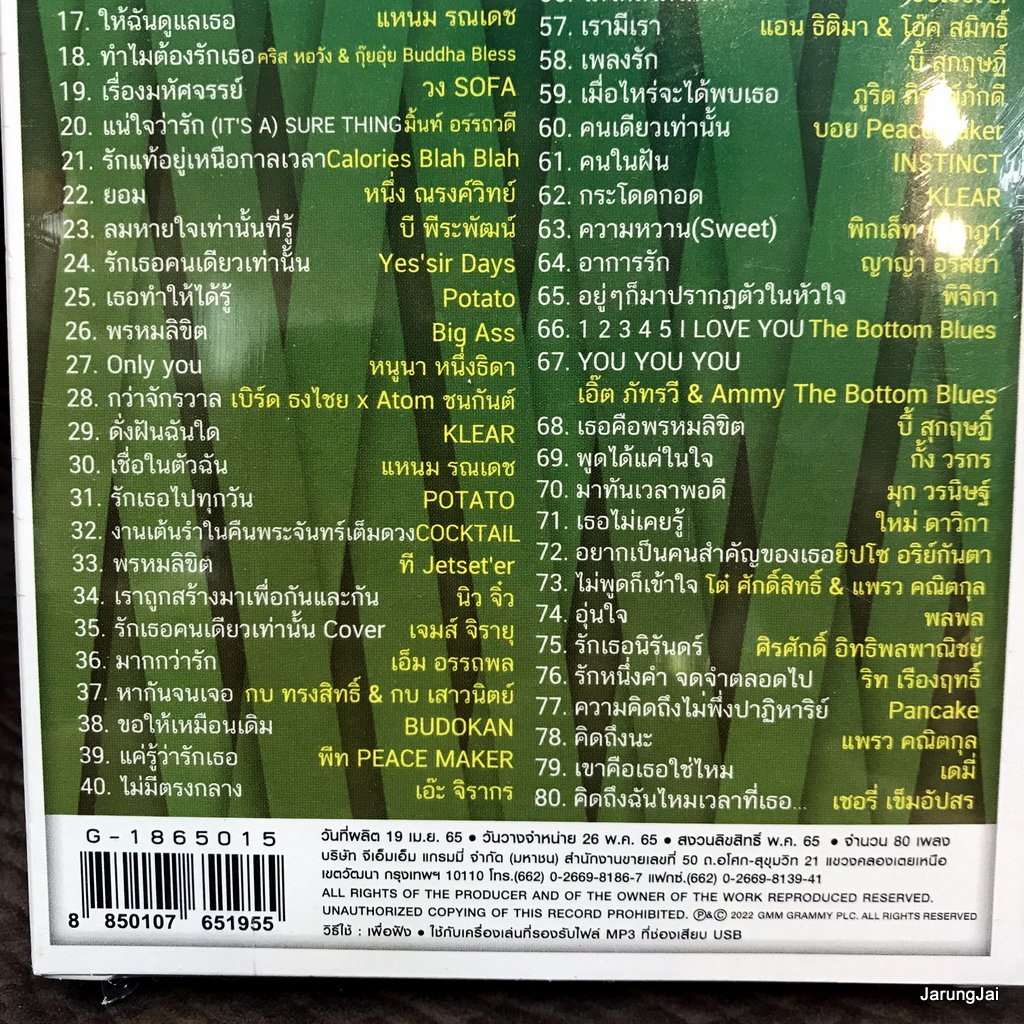 17. ให้ฉันดูแลเธอ แหนม รณเดช
18. ทำไมต้องรักเธอ คริส หอวัง & กุ๊ยอุ๋ย Buddha Bless
19. เรื่องมหัศจรรย์ วง SOFA
20. แน่ใจว่ารัก (IT'S A) SURE THING มิ้นท์ อรรถวดี
21. รักแท้อยู่เหนือกาลเวลา Calories Blah Blah
22. ยอม หนึ่ง ณรงค์วิทย์
23. ลมหายใจเท่านั้นที่รู้ บี พีระพัฒน์
24. รักเธอคนเดียวเท่านั้น Yes'sir Days
25. เธอทำให้ได้รู้ Potato
26. พรหมลิขิต Big Ass
27. Only you หนูนา หนึ่งธิดา
28. กว่าจักรวาล เบิร์ด ธงไชย x Atom ชนกันต์
29. ดั่งฝันฉันใด KLEAR
30. เชื่อในตัวฉัน แหนม รณเดช
31. รักเธอไปทุกวัน POTATO
32. งานเต้นรำในคืนพระจันทร์เต็มดวง COCKTAIL
33. พรหมลิขิต ที Jetset'er
34. เราถูกสร้างมาเพื่อกันและกัน นิว จิ๋ว
35. รักเธอคนเดียวเท่านั้น Cover เจมส์ จิรายุ
36. มากกว่ารัก เอ็ม อรรถพล
37. หากันจนเจอ กบ ทรงสิทธิ์ & กบ เสาวนิตย์
38. ขอให้เหมือนเดิม BUDOKAN
39. แค่รู้ว่ารักเธอ พีท PEACE MAKER
40. ไม่มีตรงกลาง เอ๊ะ จิรากร
57. เรามีเรา แอน ธิติมา & โอ๊ค สมิทธิ์
58. เพลงรัก บี้ สุกฤษฎิ์
59. เมื่อไหร่จะได้พบเธอ ภูริต
60. คนเดียวเท่านั้น บอย Peacemaker
61. คนในฝัน INSTINCT
62. กระโดดกอด KLEAR
63. ความหวาน(Sweet) พิกเล็ท
64. อาการรัก ญาญ่า อุรัสยา
65. อยู่ๆก็มาปรากฏตัวในหัวใจ พิจิกา
66. 1 2 3 4 5 I LOVE YOU The Bottom Blues
67. YOU YOU YOU
เอิ๊ต ภัทรวี & Ammy The Bottom Blues
68. เธอคือพรหมลิขิต บี้ สุกฤษฎิ์
69. พูดได้แค่ในใจ กั้ง วรกร
70. มาทันเวลาพอดี มุก วรนิษฐ์
71. เธอไม่เคยรู้ ใหม่ ดาวิกา
72. อยากเป็นคนสำคัญของเธอ ยิปโซ อริย์กันตา
73. ไม่พูดก็เข้าใจ โต๋ ศักดิ์สิทธิ์ & แพรว คณิตกุล
74. อุ่นใจ พลพล
75. รักเธอนิรันดร์ ศิรศักดิ์ อิทธิพลพาณิชย์
76. รักหนึ่งคำ จดจำตลอดไป ริท เรืองฤทธิ์
77. ความคิดถึงไม่พึ่งปาฏิหาริย์ Pancake
78. คิดถึงนะ แพรว คณิตกุล
79. เขาคือเธอใช่ไหม เดมี่
80. คิดถึงฉันไหมเวลาที่เธอ... เชอรี่ เข็มอัปสร
G-1865015
8 850107 651955
วันที่ผลิต 19 เม.ย. 65 • วันวางจำหน่าย 26 พ.ค. 65 • สงวนลิขสิทธิ์ พ.ค. 65 • จำนวน 80 เพลง
บริษัท จีเอ็มเอ็ม แกรมมี่ จำกัด (มหาชน) สำนักงานขายเลขที่ 50 ถ.อโศก-สุขุมวิท 21 แขวงคลองเตยเหนือ
เขตวัฒนา กรุงเทพฯ 10110 โทร.(662) 0-2669-8186-7 แฟกซ์.(662) 0-2669-8139-41
ALL RIGHTS OF THE PRODUCER AND OF THE OWNER OF THE WORK REPRODUCED RESERVED.
UNAUTHORIZED COPYING OF THIS RECORD PROHIBITED. Ⓟ&Ⓒ 2022 GMM GRAMMY PLC. ALL RIGHTS RESERVED
วิธีใช้ : เพื่อฟัง • ใช้กับเครื่องเล่นที่รองรับไฟล์ MP3 ที่ช่องเสียบ USB
JarungJai